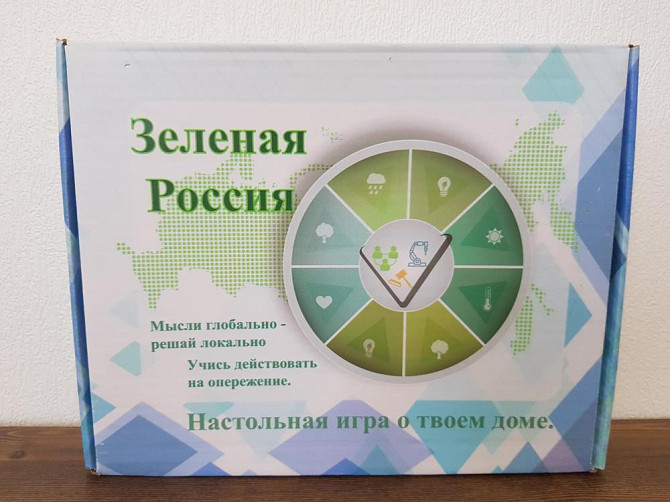 Зеленая
Россия
Мысли глобально -
решай локально
Учись действовать
на опережение.
Настольная игра о твоем доме.